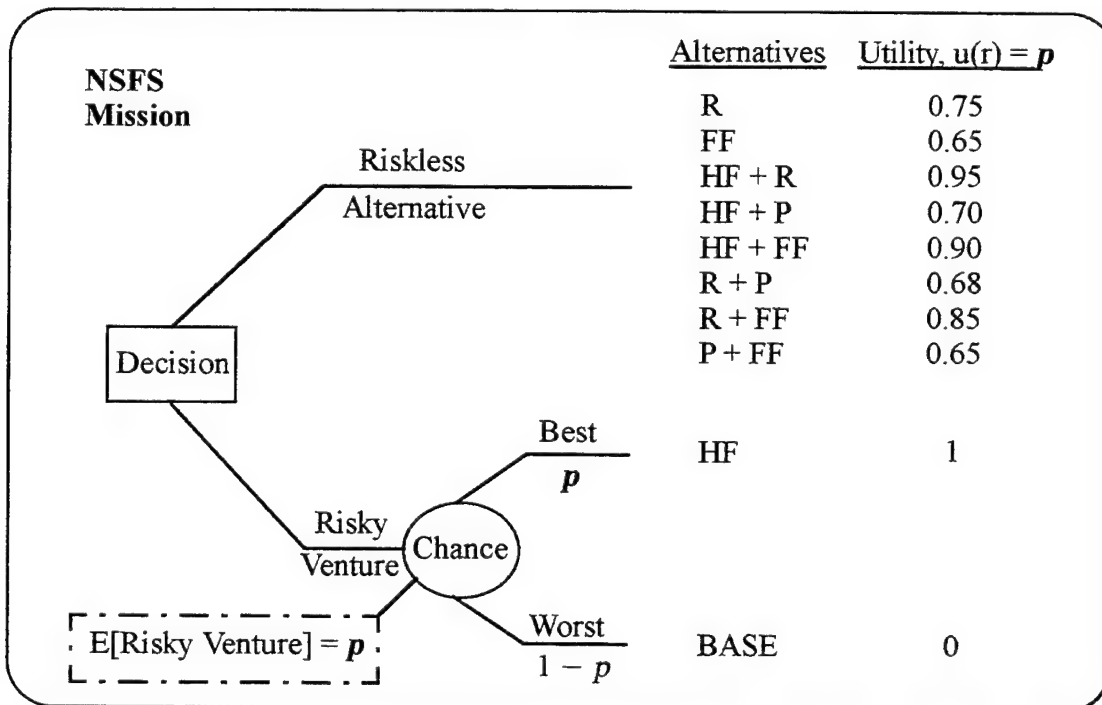 Alternatives Utility, u(r) = p
NSFS
Mission
R 0.75
FF 0.65
HF + R 0.95
HF + P 0.70
HF + FF 0.90
R + P 0.68
R + FF 0.85
P + FF 0.65
Riskless
Alternative
Decision
Best
p
HF 1
Risky
Venture
Chance
E[Risky Venture] = p
Worst
1 − p
BASE 0